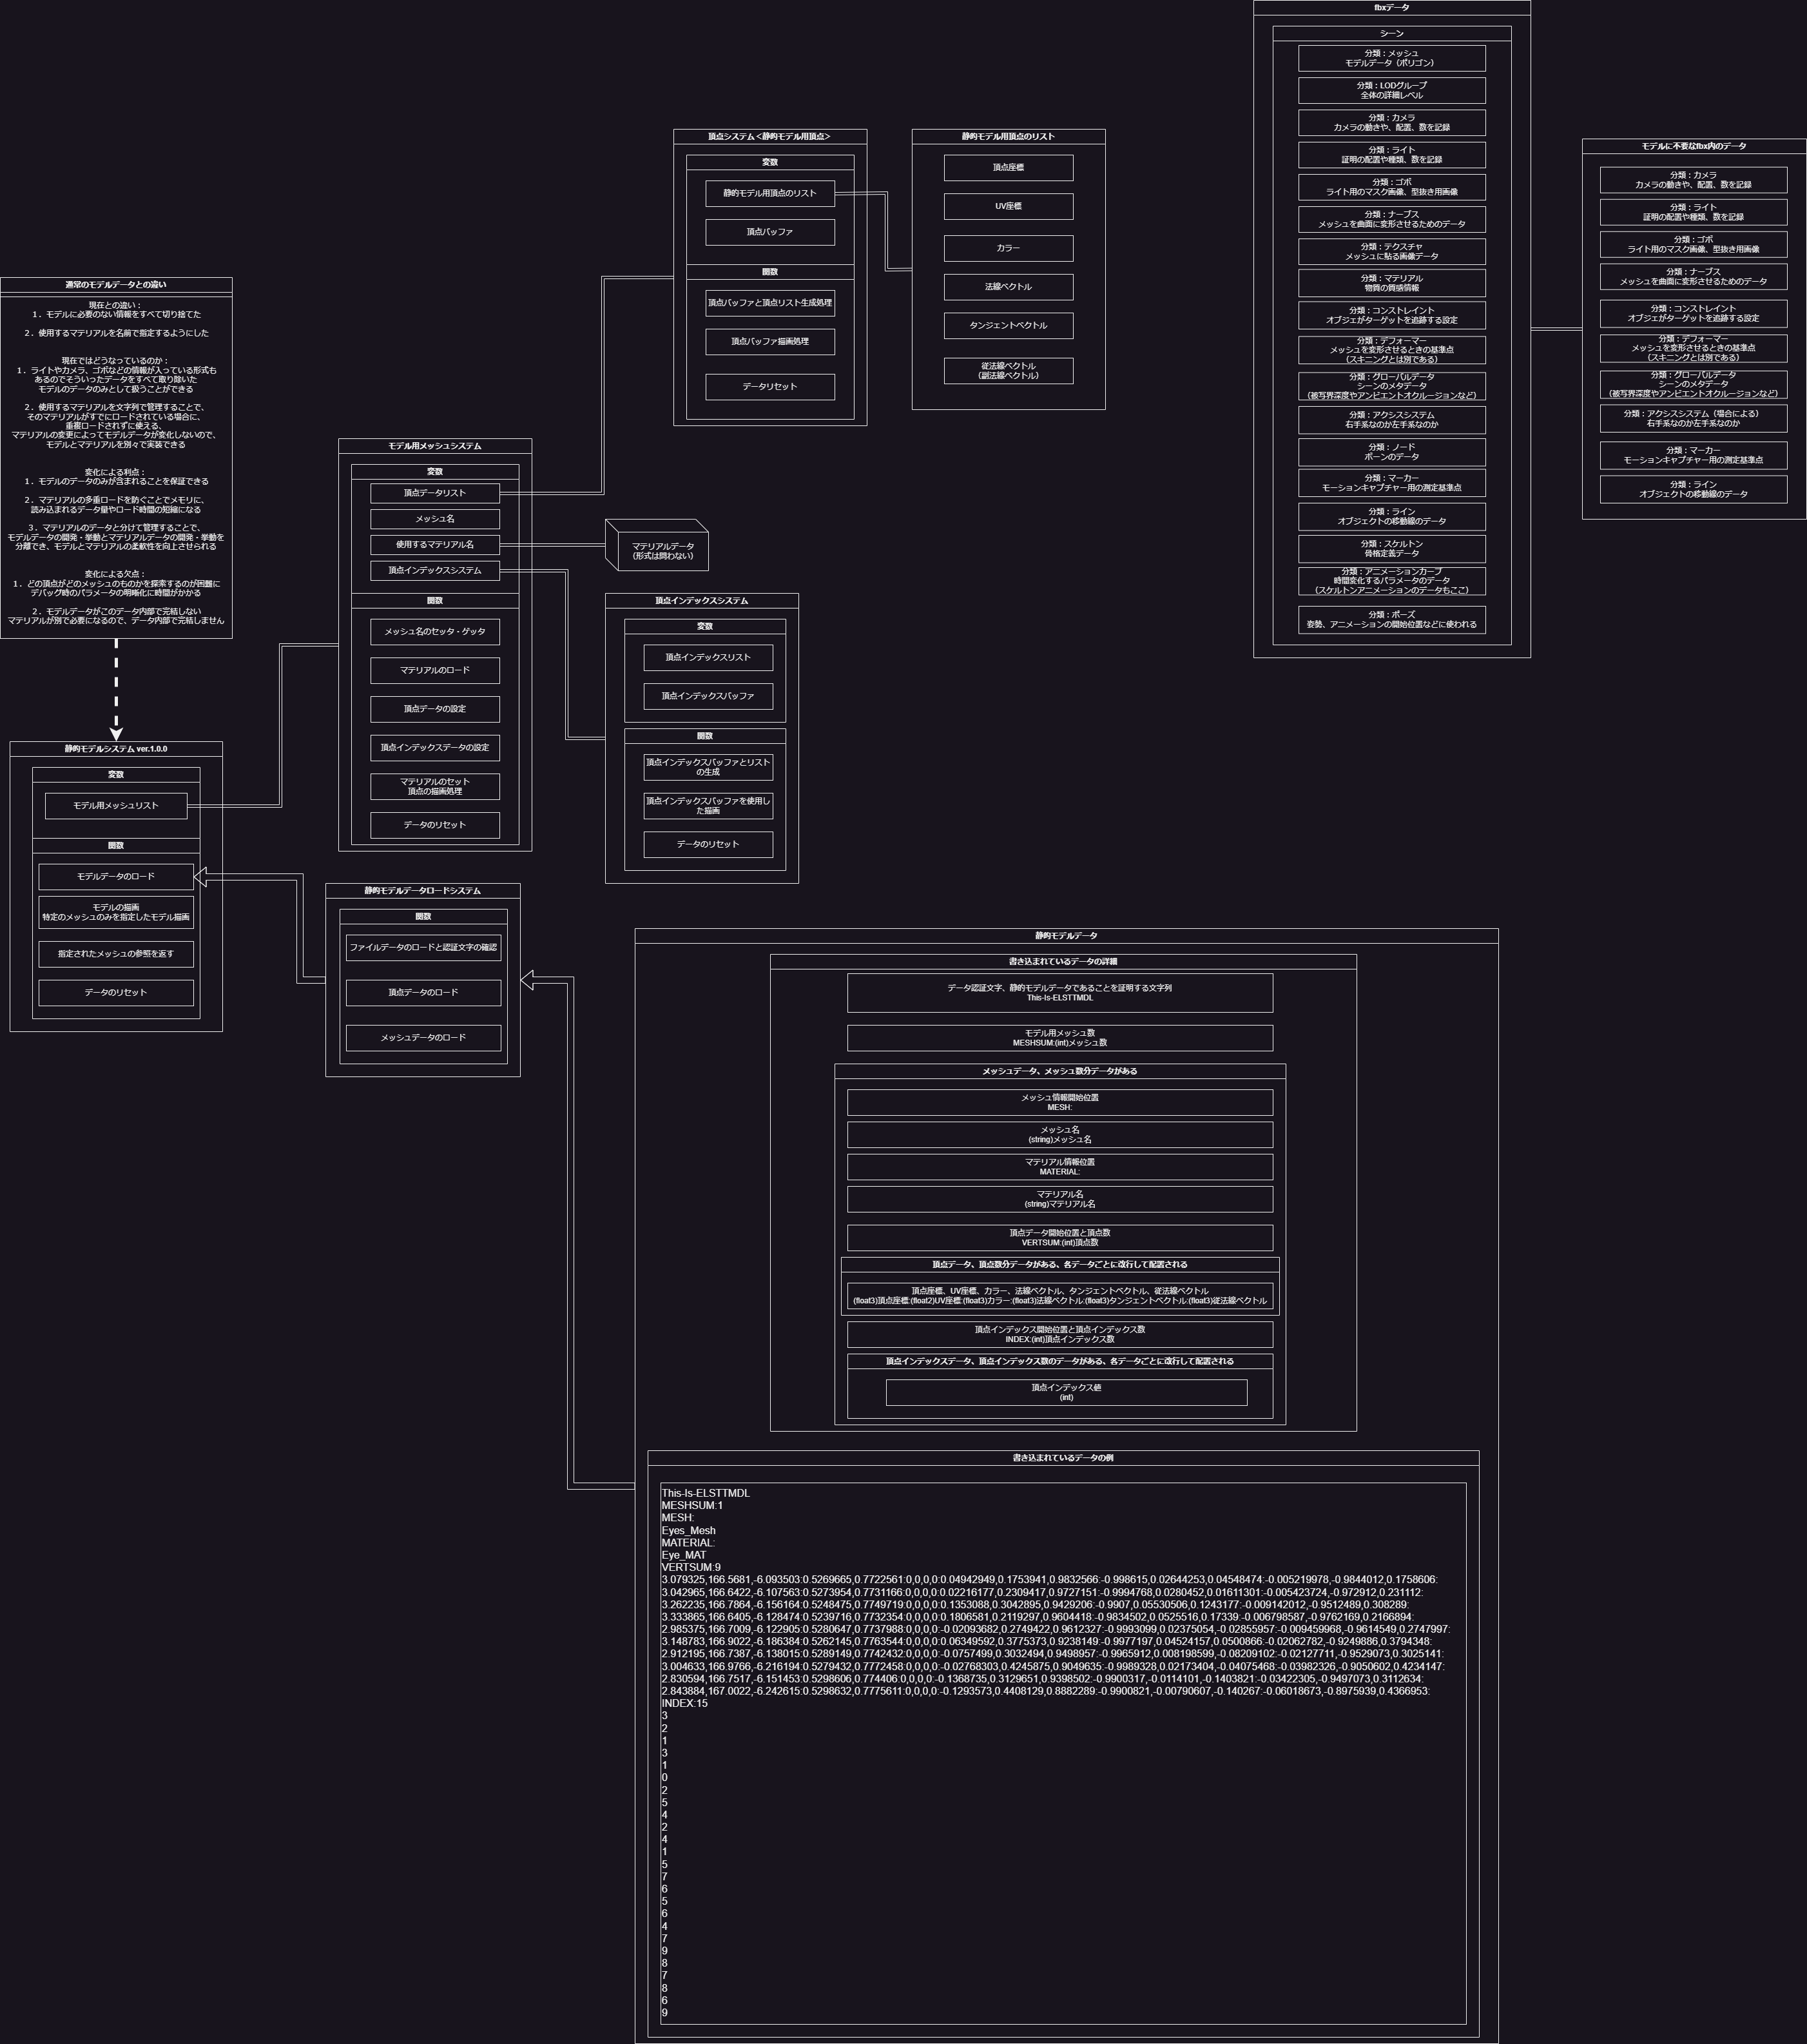 通常のモデルデータとの違い
現在との違い：
１．モデルに必要のない情報をすべて切り捨てた
２．使用するマテリアルを名前で指定するようにした
現在ではどうなっているのか：
１．ライトやカメラ、ゴボなどの情報が入っている形式も
あるのでそういったデータをすべて取り除いた
モデルのデータのみとして扱うことができる
２．使用するマテリアルを文字列で管理することで、
そのマテリアルがすでにロードされている場合に、
重複ロードされずに使える、
マテリアルの変更によってモデルデータが変化しないので、
モデルとマテリアルを別々で実装できる
変化による利点：
１．モデルのデータのみが含まれることを保証できる
２．マテリアルの多重ロードを防ぐことでメモリに、
読み込まれるデータ量やロード時間の短縮になる
３．マテリアルのデータと分けて管理することで、
モデルデータの開発・挙動とマテリアルデータの開発・挙動を
分離でき、モデルとマテリアルの柔軟性を向上させられる
変化による欠点：
１．どの頂点がどのメッシュのものかを探索するのが困難に
デバッグ時のパラメータの明晰化に時間がかかる
２．モデルデータがこのデータ内部で完結しない
マテリアルが別で必要になるので、データ内部で完結しません
静的モデルシステム ver.1.0.0
変数
モデル用メッシュリスト
関数
モデルデータのロード
モデルの描画
特定のメッシュのみを指定したモデル描画
指定されたメッシュの参照を返す
データのリセット
モデル用メッシュシステム
変数
頂点データリスト
メッシュ名
使用するマテリアル名
頂点インデックスシステム
関数
メッシュ名のセッタ・ゲッタ
マテリアルのロード
頂点データの設定
頂点インデックスデータの設定
マテリアルのセット
頂点の描画処理
データのリセット
静的モデルデータロードシステム
関数
ファイルデータのロードと認証文字の確認
頂点データのロード
メッシュデータのロード
頂点システム＜静的モデル用頂点＞
変数
静的モデル用頂点のリスト
頂点バッファ
関数
頂点バッファと頂点リスト生成処理
頂点バッファ描画処理
データリセット
静的モデル用頂点のリスト
頂点座標
UV座標
カラー
法線ベクトル
タンジェントベクトル
従法線ベクトル
（副法線ベクトル）
マテリアルデータ
（形式は問わない）
頂点インデックスシステム
変数
頂点インデックスリスト
頂点インデックスバッファ
関数
頂点インデックスバッファとリスト
の生成
頂点インデックスバッファを使用し
た描画
データのリセット
fbxデータ
シーン
分類：メッシュ
モデルデータ（ポリゴン）
分類：LODグループ
全体の詳細レベル
分類：カメラ
カメラの動きや、配置、数を記録
分類：ライト
証明の配置や種類、数を記録
分類：ゴボ
ライト用のマスク画像、型抜き用画像
分類：ナーブス
メッシュを曲面に変形させるためのデータ
分類：テクスチャ
メッシュに貼る画像データ
分類：マテリアル
物質の質感情報
分類：コンストレイント
オブジェがターゲットを追跡する設定
分類：デフォーマー
メッシュを変形させるときの基準点
（スキニングとは別である）
分類：グローバルデータ
シーンのメタデータ
（被写界深度やアンビエントオクルージョンなど）
分類：アクシスシステム
右手系なのか左手系なのか
分類：ノード
ボーンのデータ
分類：マーカー
モーションキャプチャー用の測定基準点
分類：ライン
オブジェクトの移動線のデータ
分類：スケルトン
骨格定義データ
分類：アニメーションカーブ
時間変化するパラメータのデータ
（スケルトンアニメーションのデータもここ）
分類：ポーズ
姿勢、アニメーションの開始位置などに使われる
モデルに不要なfbx内のデータ
分類：カメラ
カメラの動きや、配置、数を記録
分類：ライト
証明の配置や種類、数を記録
分類：ゴボ
ライト用のマスク画像、型抜き用画像
分類：ナーブス
メッシュを曲面に変形させるためのデータ
分類：コンストレイント
オブジェがターゲットを追跡する設定
分類：デフォーマー
メッシュを変形させるときの基準点
（スキニングとは別である）
分類：グローバルデータ
シーンのメタデータ
（被写界深度やアンビエントオクルージョンなど）
分類：アクシスシステム（場合による）
右手系なのか左手系なのか
分類：マーカー
モーションキャプチャー用の測定基準点
分類：ライン
オブジェクトの移動線のデータ
静的モデルデータ
書き込まれているデータの詳細
データ認証文字、静的モデルデータであることを証明する文字列
This-Is-ELSTTMDL
モデル用メッシュ数
MESHSUM:(int)メッシュ数
メッシュデータ、メッシュ数分データがある
メッシュ情報開始位置
MESH:
メッシュ名
(string)メッシュ名
マテリアル情報位置
MATERIAL:
マテリアル名
(string)マテリアル名
頂点データ開始位置と頂点数
VERTSUM:(int)頂点数
頂点データ、頂点数分データがある、各データごとに改行して配置される
頂点座標、UV座標、カラー、法線ベクトル、タンジェントベクトル、従法線ベクトル
(float3)頂点座標:(float2)UV座標:(float3)カラー:(float3)法線ベクトル:(float3)タンジェントベクトル:(float3)従法線ベクトル
頂点インデックス開始位置と頂点インデックス数
INDEX:(int)頂点インデックス数
頂点インデックスデータ、頂点インデックス数のデータがある、各データごとに改行して配置される
頂点インデックス値
(int)
書き込まれているデータの例
This-Is-ELSTTMDL
MESHSUM:1
MESH:
Eyes_Mesh
MATERIAL:
Eye_MAT
VERTSUM:9
3.079325,166.5681,-6.093503:0.5269665,0.7722561:0,0,0,0:0.04942949,0.1753941,0.9832566:-0.998615,0.02644253,0.04548474:-0.005219978,-0.9844012,0.1758606:
3.042965,166.6422,-6.107563:0.5273954,0.7731166:0,0,0,0:0.02216177,0.2309417,0.9727151:-0.9994768,0.0280452,0.01611301:-0.005423724,-0.972912,0.231112:
3.262235,166.7864,-6.156164:0.5248475,0.7749719:0,0,0,0:0.1353088,0.3042895,0.9429206:-0.9907,0.05530506,0.1243177:-0.009142012,-0.9512489,0.308289:
3.333865,166.6405,-6.128474:0.5239716,0.7732354:0,0,0,0:0.1806581,0.2119297,0.9604418:-0.9834502,0.0525516,0.17339:-0.006798587,-0.9762169,0.2166894:
2.985375,166.7009,-6.122905:0.5280647,0.7737988:0,0,0,0:-0.02093682,0.2749422,0.9612327:-0.9993099,0.02375054,-0.02855957:-0.009459968,-0.9614549,0.2747997:
3.148783,166.9022,-6.186384:0.5262145,0.7763544:0,0,0,0:0.06349592,0.3775373,0.9238149:-0.9977197,0.04524157,0.0500866:-0.02062782,-0.9249886,0.3794348:
2.912195,166.7387,-6.138015:0.5289149,0.7742432:0,0,0,0:-0.0757499,0.3032494,0.9498957:-0.9965912,0.008198599,-0.08209102:-0.02127711,-0.9529073,0.3025141:
3.004633,166.9766,-6.216194:0.5279432,0.7772458:0,0,0,0:-0.02768303,0.4245875,0.9049635:-0.9989328,0.02173404,-0.04075468:-0.03982326,-0.9050602,0.4234147:
2.830594,166.7517,-6.151453:0.5298606,0.774406:0,0,0,0:-0.1368735,0.3129651,0.9398502:-0.9900317,-0.0114101,-0.1403821:-0.03422305,-0.9497073,0.3112634:
2.843884,167.0022,-6.242615:0.5298632,0.7775611:0,0,0,0:-0.1293573,0.4408129,0.8882289:-0.9900821,-0.00790607,-0.140267:-0.06018673,-0.8975939,0.4366953:
INDEX:15
3
2
1
3
1
0
2
5
4
2
4
1
5
7
6
5
6
4
7
9
8
7
8
6
9